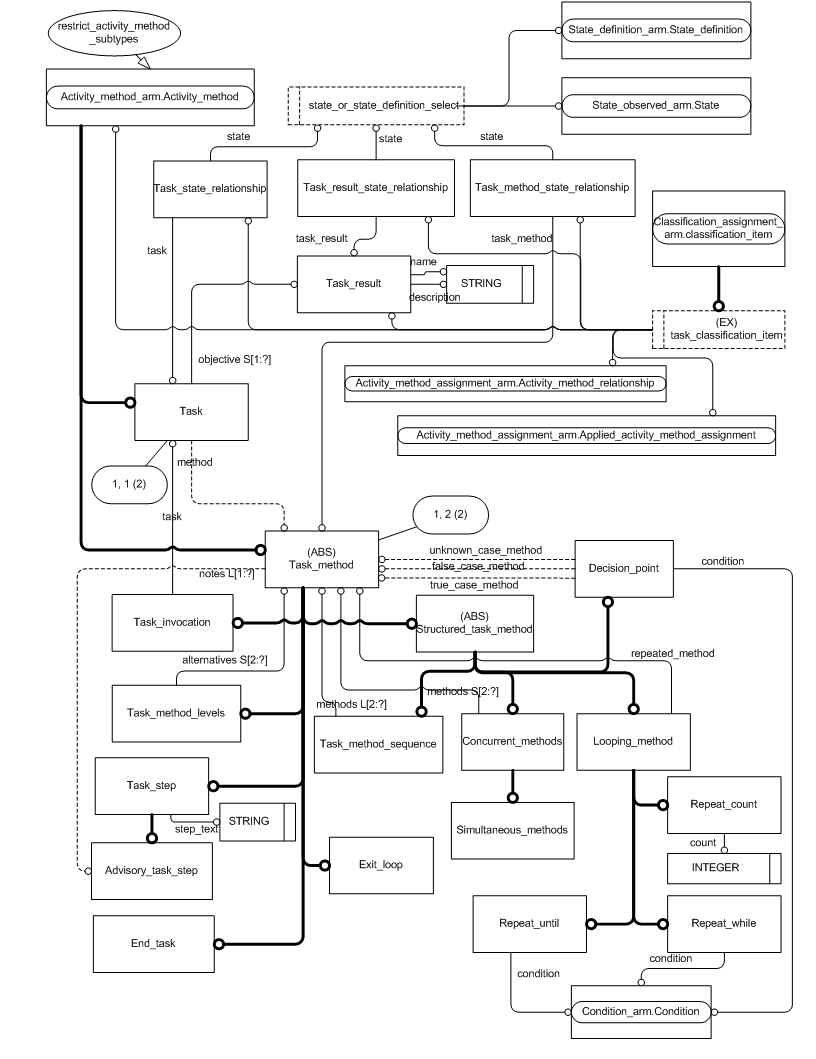 restrict_activity_method
_subtypes
State_definition_arm.State_definition
Activity_method_arm.Activity_method
state_or_state_definition_select
State_observed_arm.State
state
state
state
Task_state_relationship
Task_result_state_relationship
Task_method_state_relationship
Classification_assignment_
arm.classification_item
task
task_result
task_method
name
Task_result
STRING
description
(EX)
task_classification_item
objective S[1:?]
Activity_method_assignment_arm.Activity_method_relationship
Task
Activity_method_assignment_arm.Applied_activity_method_assignment
method
1, 1 (2)
task
1, 2 (2)
(ABS)
Task_method
unknown_case_method
false_case_method
true_case_method
Decision_point
condition
notes L[1:?]
Task_invocation
(ABS)
Structured_task_method
alternatives S[2:?]
repeated_method
methods S[2:?]
methods L[2:?]
Task_method_levels
Task_method_sequence
Concurrent_methods
Looping_method
Task_step
STRING
step_text
Repeat_count
Simultaneous_methods
count
Advisory_task_step
Exit_loop
INTEGER
End_task
Repeat_until
Repeat_while
condition
condition
Condition_arm.Condition